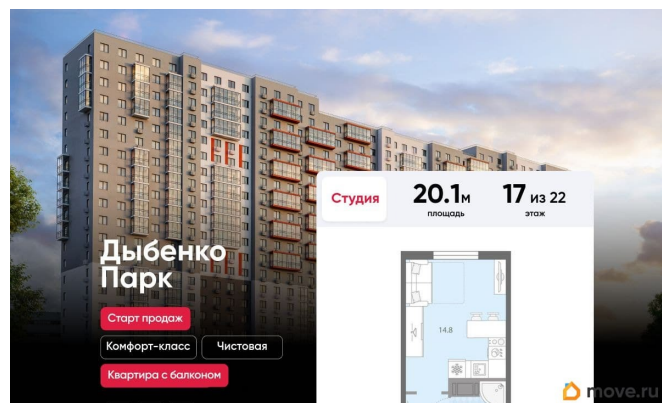 Студия
20.1м
площадь
17 из 22
этаж
Дыбенко
Парк
Старт продаж
Комфорт-класс
Чистовая
Квартира с балконом
14.8
move.ru